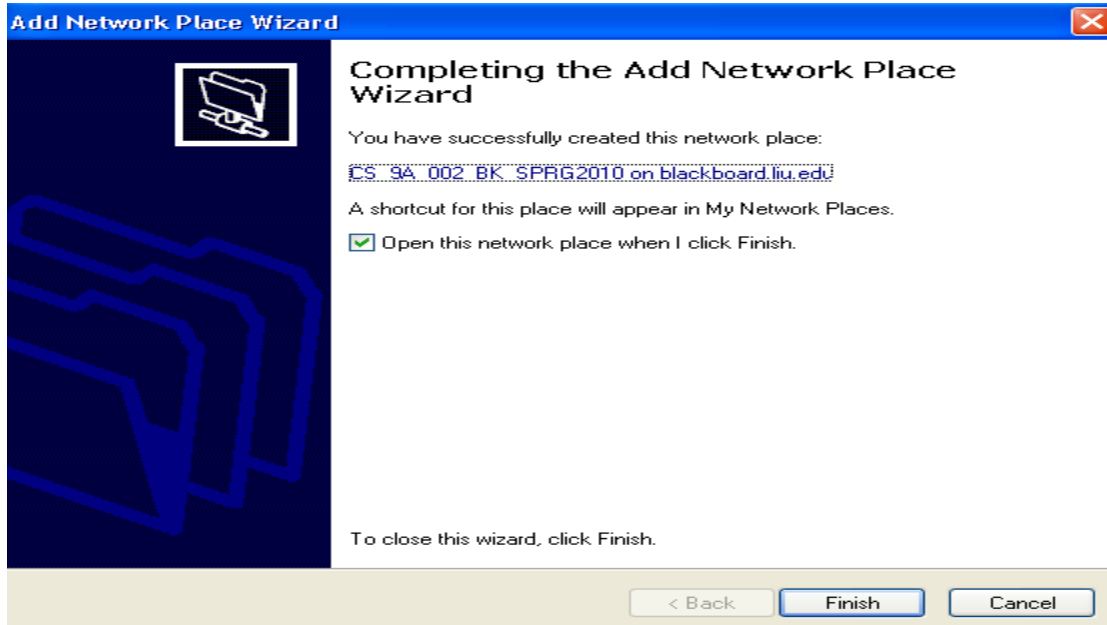 Add Network Place Wizard
Completing the Add Network Place
Wizard
You have successfully created this network place:
CS_9A_002_BK_SPRG2010 on blackboard.liu.edu
A shortcut for this place will appear in My Network Places.
Open this network place when I click Finish.
To close this wizard, click Finish.
< Back Finish Cancel